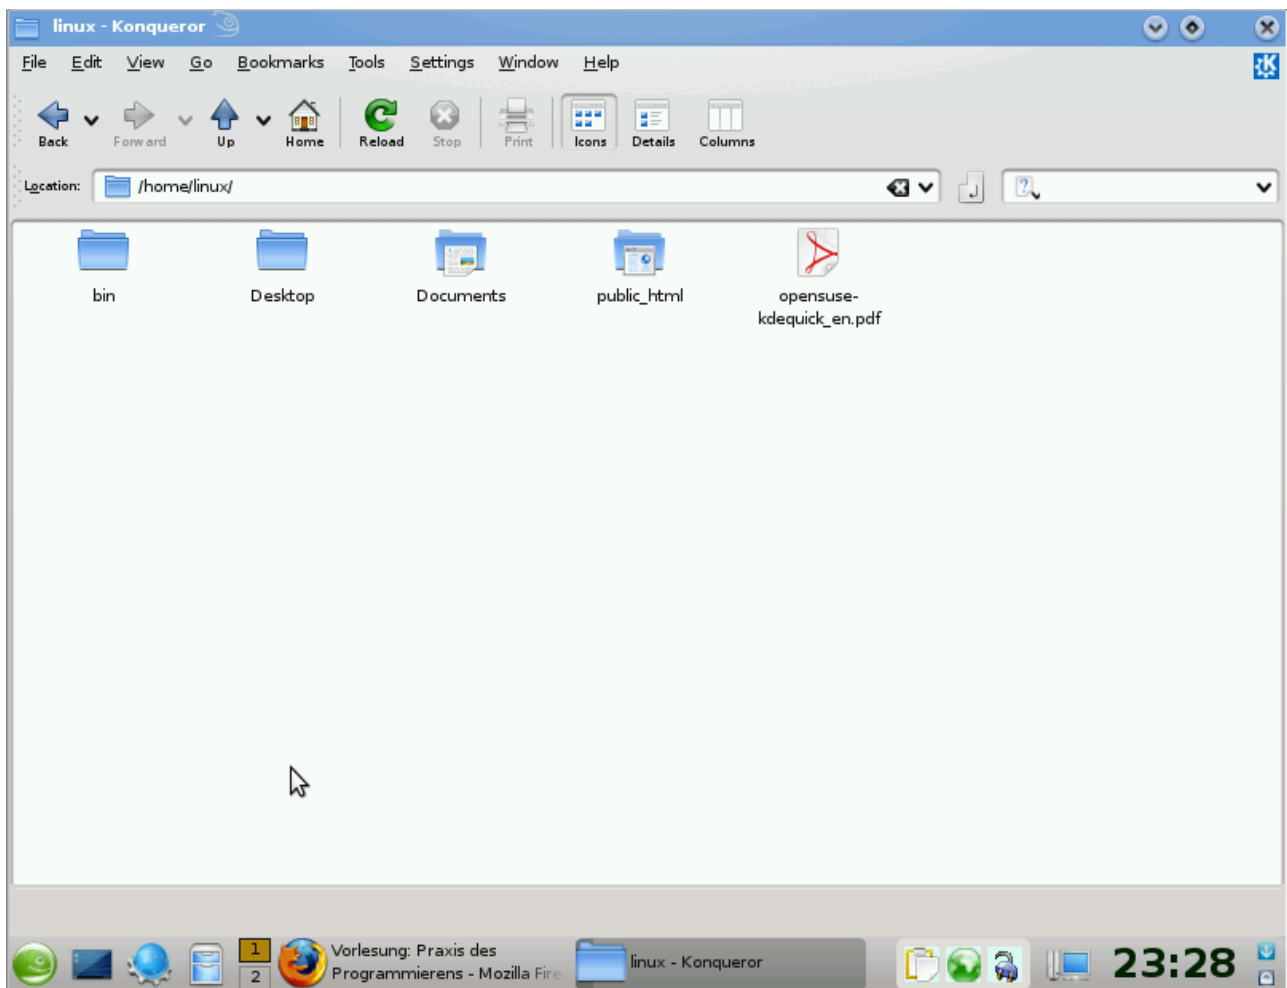 linux - Konqueror
File Edit View Go Bookmarks Tools Settings Window Help
Back Forward Up Home Reload Stop Print Icons Details Columns
Location: /home/linux/
bin Desktop Documents public_html opensuse-
kdequick_en.pdf
1 Vorlesung: Praxis des
2 Programmierens - Mozilla Fire
linux - Konqueror
23:28